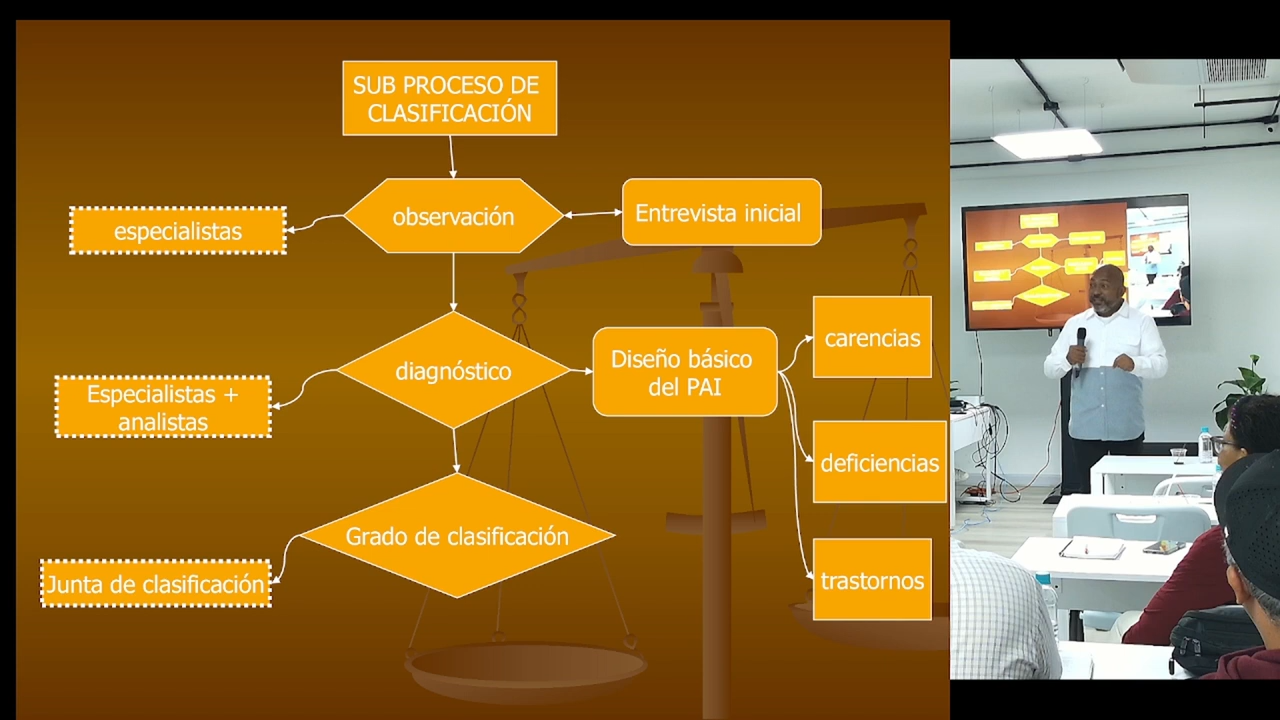 SUB PROCESO DE
CLASIFICACIÓN
observación
Entrevista inicial
especialistas
carencias
diagnóstico
Diseño básico
del PAI
Especialistas +
analistas
deficiencias
Grado de clasificación
Junta de clasificación
trastornos